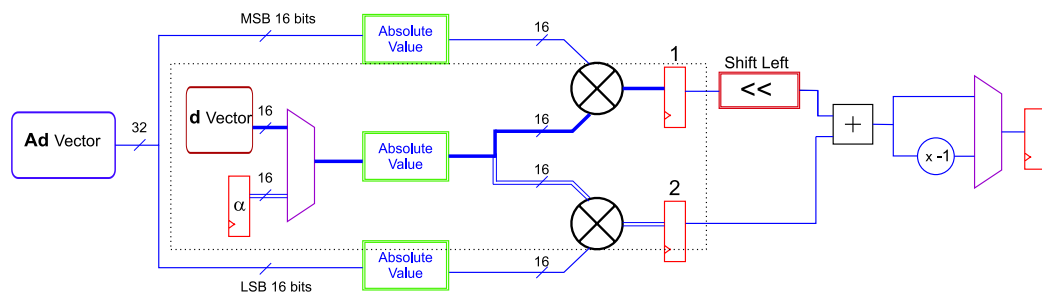 MSB 16 bits
16
Absolute
Value
16
1
Shift Left
<<
d Vector
16
Ad Vector
32
16
Absolute
Value
+
x -1
16
α
16
2
Absolute
Value
16
LSB 16 bits